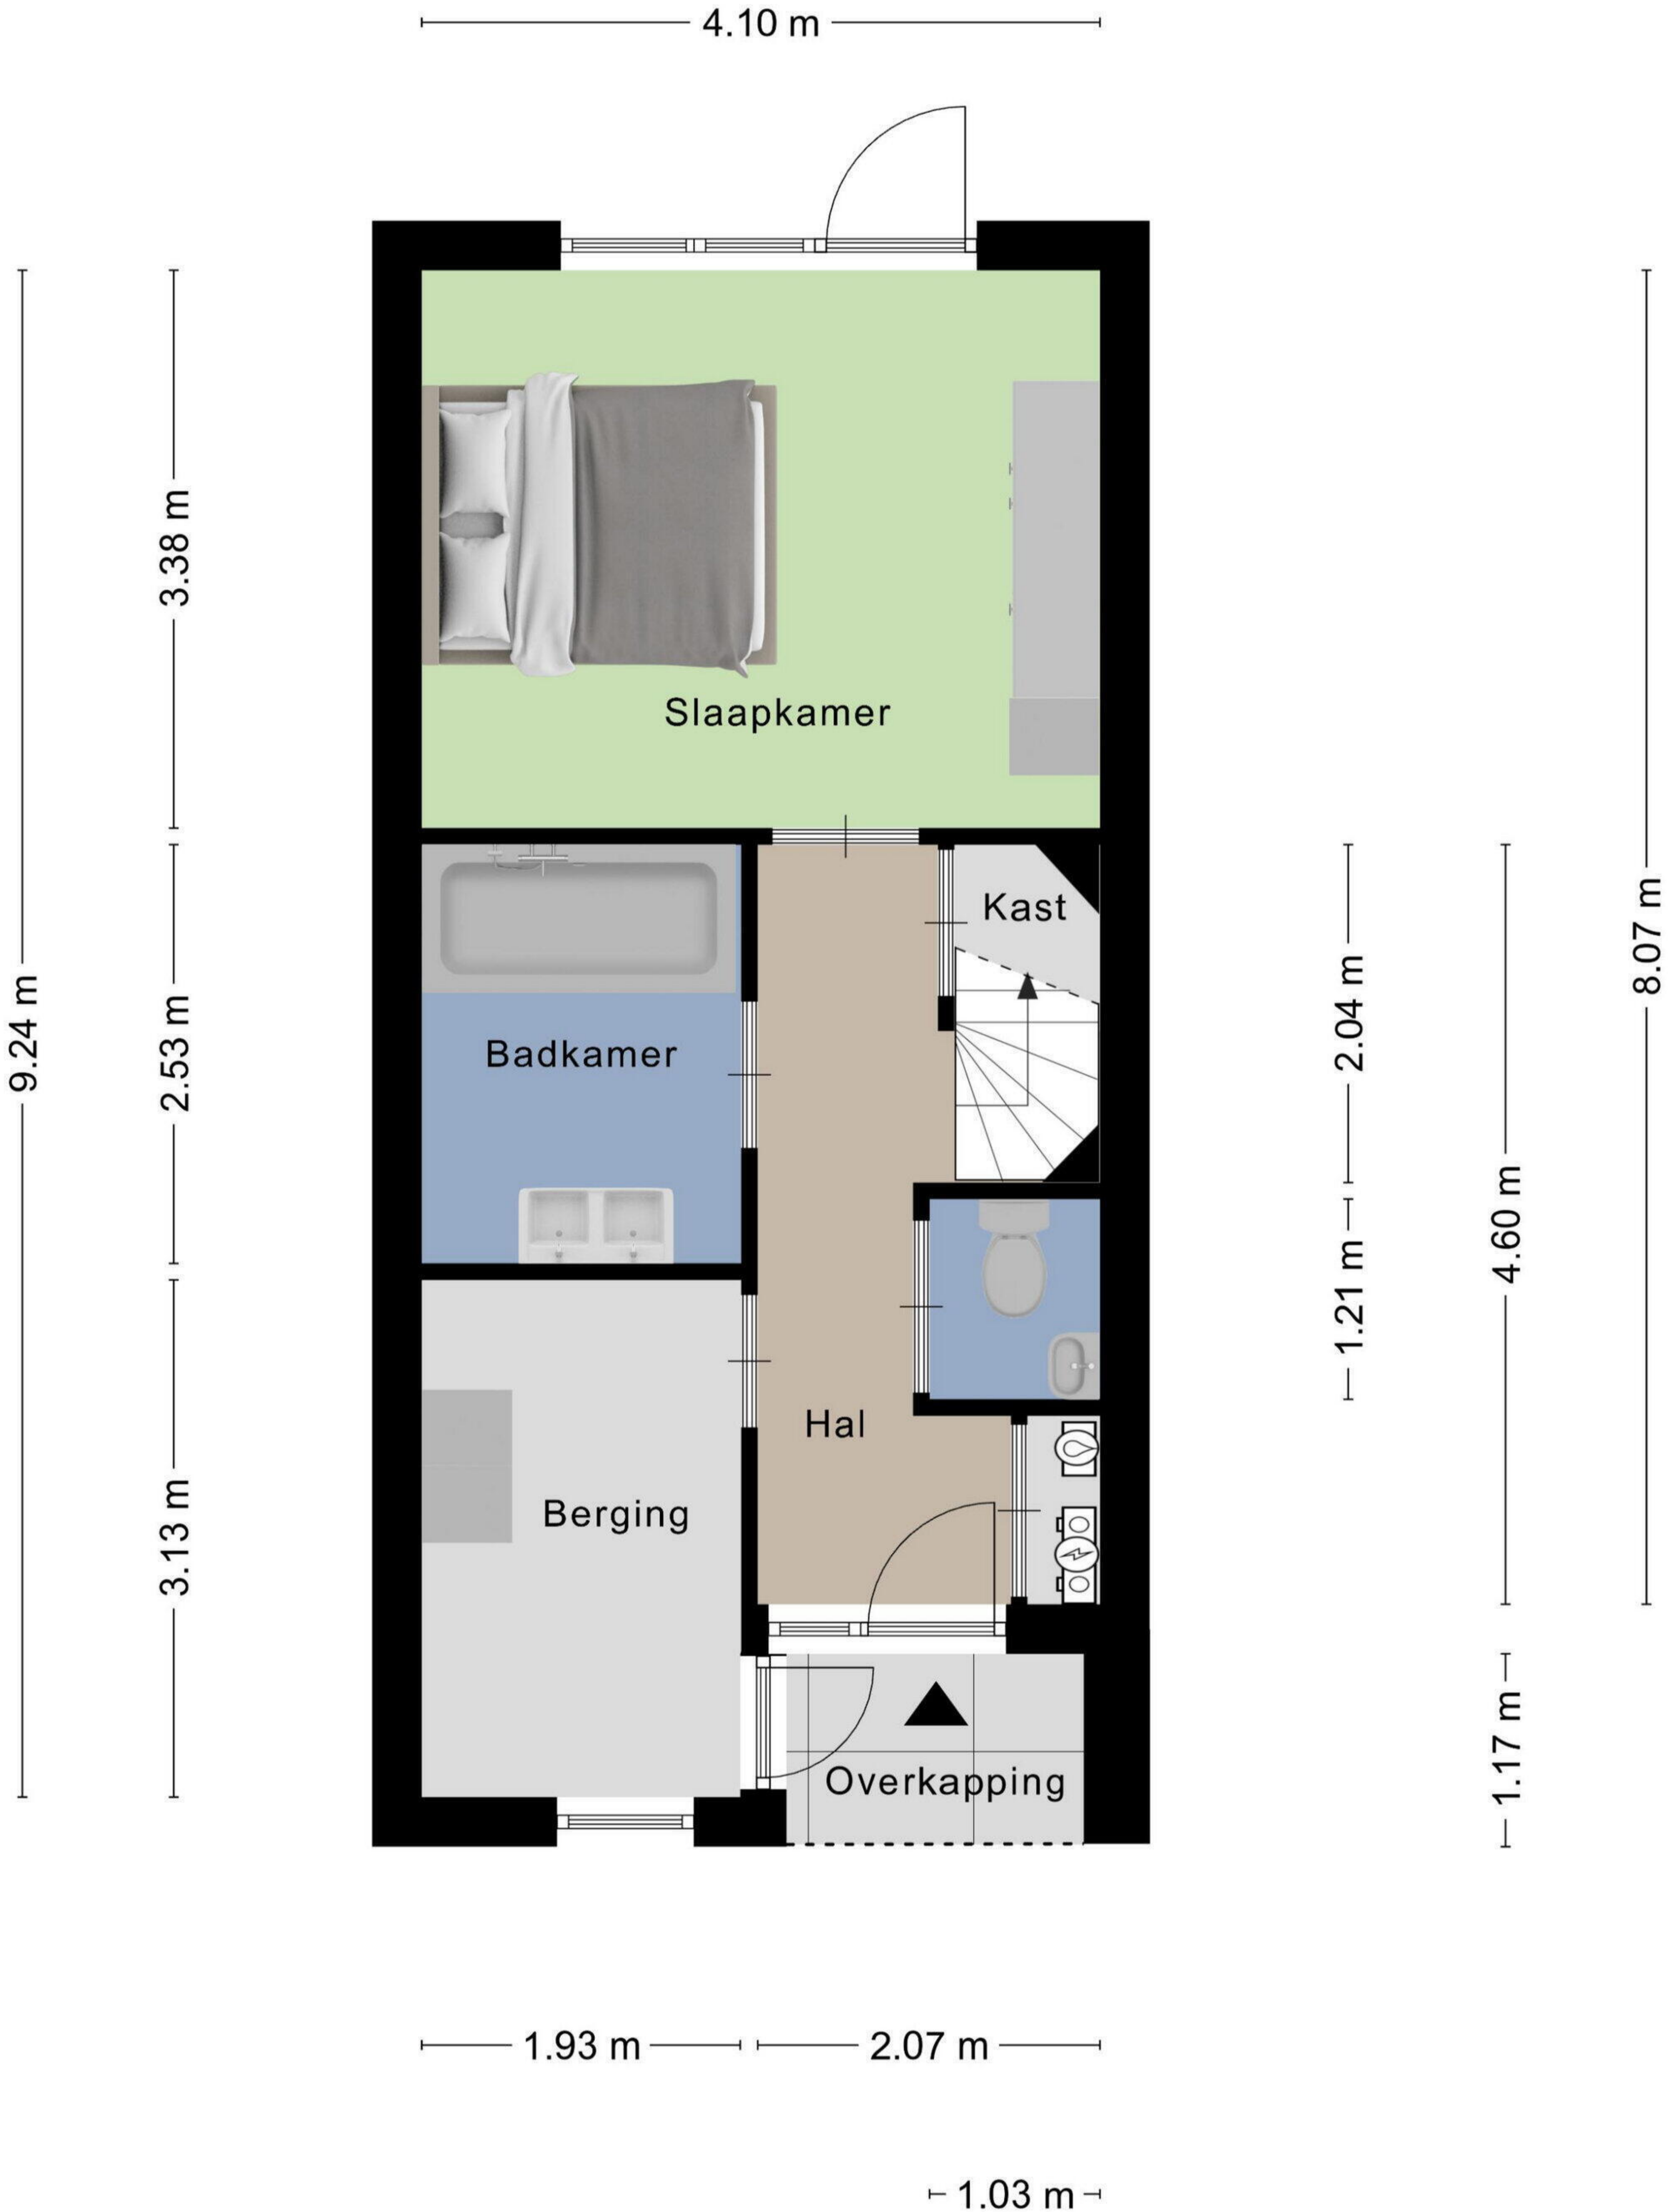 4.10 m
3.38 m
Slaapkamer
9.24 m
2.53 m
Badkamer
Kast
2.04 m
8.07 m
1.21 m
4.60 m
Hal
3.13 m
Berging
1.17 m
Overkapping
1.93 m
2.07 m
1.03 m